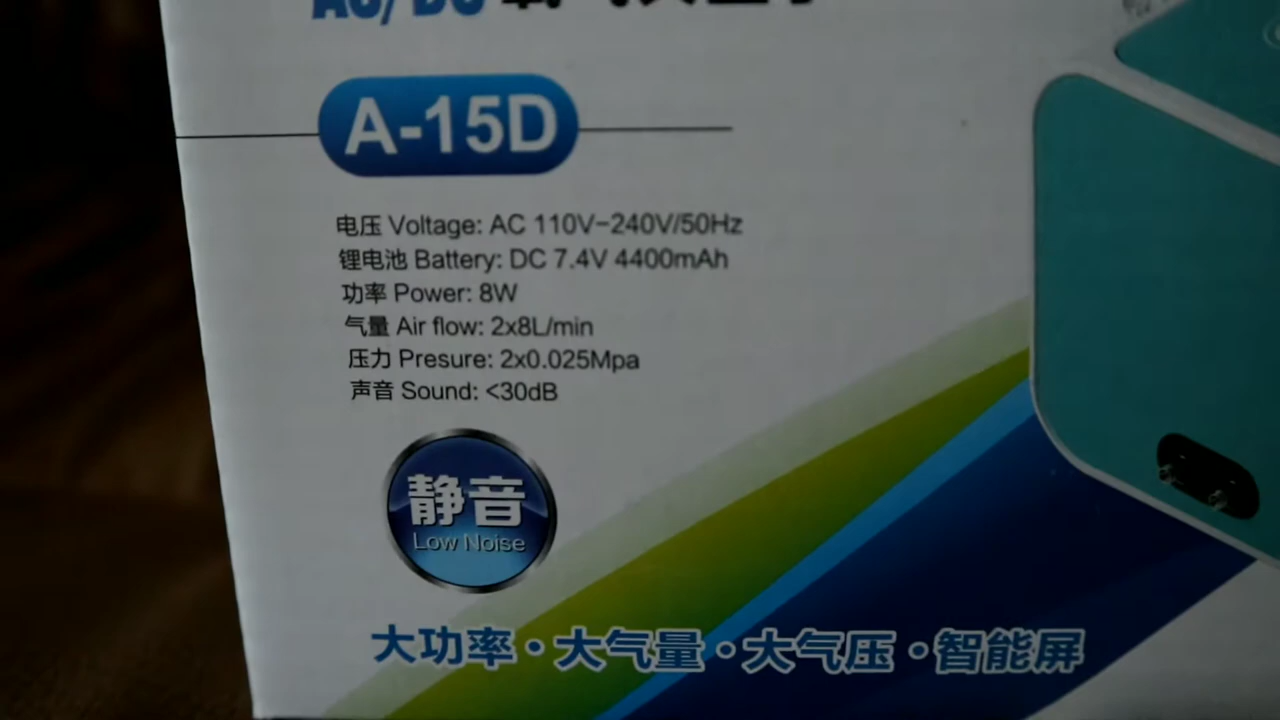 AC/DC
A-15D
电压 Voltage: AC 110V-240V/50Hz
锂电池 Battery: DC 7.4V 4400mAh
功率 Power: 8W
气量 Air flow: 2x8L/min
压力 Presure: 2x0.025Mpa
声音 Sound: <30dB
静音
Low Noise
大功率·大气量·大气压·智能屏